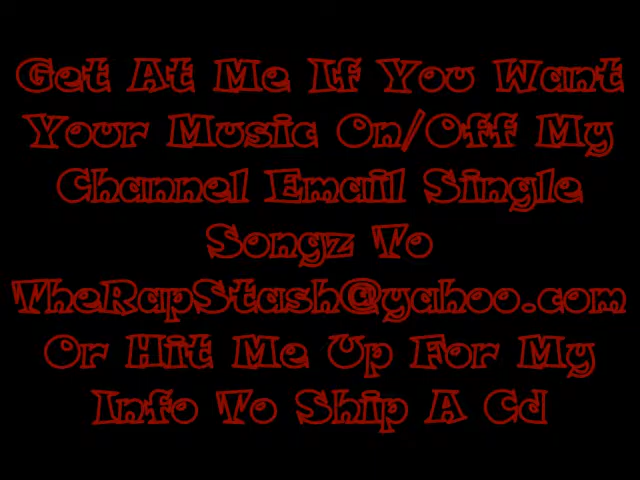 Get At Me If You Want
Your Music On/Off My
Channel Email Single
Songz To
TheRapStash@yahoo.com
Or Hit Me Up For My
Info To Ship A Cd